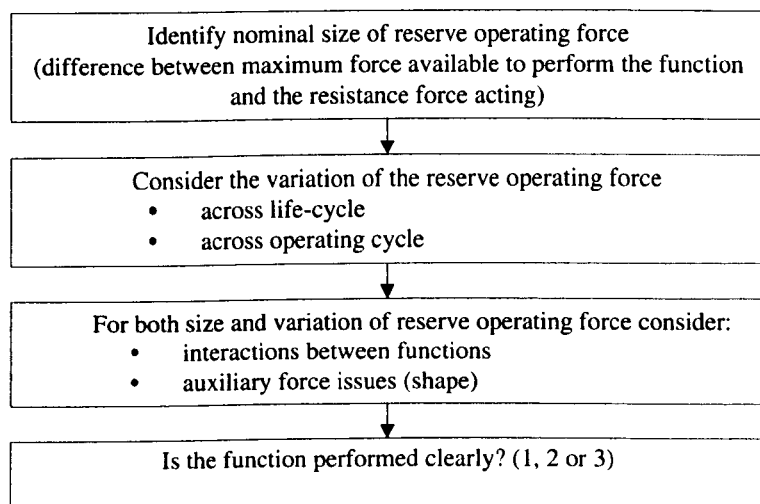 Identify nominal size of reserve operating force
(difference between maximum force available to perform the function
and the resistance force acting)
Consider the variation of the reserve operating force
• across life-cycle
• across operating cycle
For both size and variation of reserve operating force consider:
• interactions between functions
• auxiliary force issues (shape)
Is the function performed clearly? (1, 2 or 3)